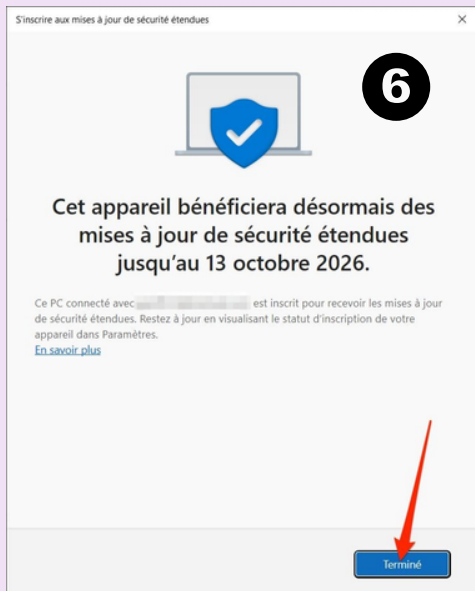 S'inscrire aux mises à jour de sécurité étendues
6
Cet appareil bénéficiera désormais des
mises à jour de sécurité étendues
jusqu'au 13 octobre 2026.
Ce PC connecté avec est inscrit pour recevoir les mises à jour
de sécurité étendues. Restez à jour en visualisant le statut d'inscription de votre
appareil dans Paramètres.
En savoir plus
Terminé